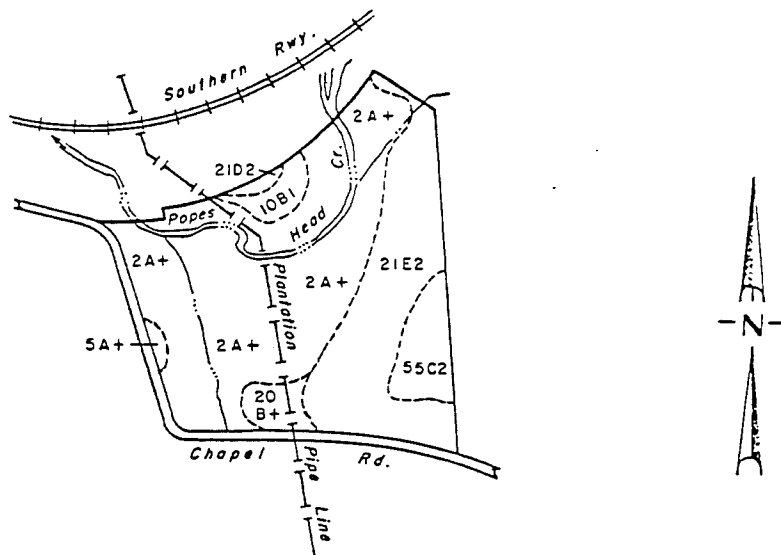 Southern Rwy.
2A+
21D2
10B1
Cr.
Popes
Head
2A+
Plantation
2A+
21E2
5A+
2A+
55C2
20
B+
Chapel Rd.
Pipe
Line
N